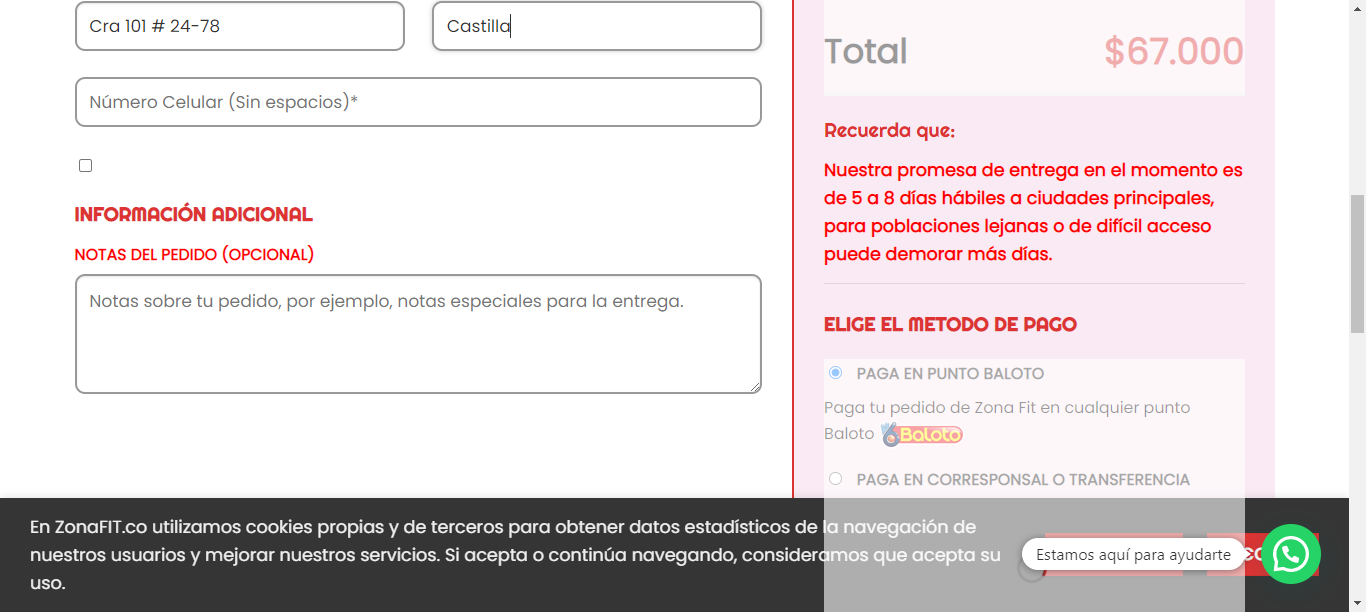 Cra 101 # 24-78
Castilla
Número Celular (Sin espacios)*
INFORMACIÓN ADICIONAL
NOTAS DEL PEDIDO (OPCIONAL)
Notas sobre tu pedido, por ejemplo, notas especiales para la entrega.
Total
$67.000
Recuerda que:
Nuestra promesa de entrega en el momento es
de 5 a 8 días hábiles a ciudades principales,
para poblaciones lejanas o de difícil acceso
puede demorar más días.
ELIGE EL METODO DE PAGO
PAGA EN PUNTO BALOTO
Paga tu pedido de Zona Fit en cualquier punto
Baloto Baloto
PAGA EN CORRESPONSAL O TRANSFERENCIA
En ZonaFIT.co utilizamos cookies propias y de terceros para obtener datos estadísticos de la navegación de
nuestros usuarios y mejorar nuestros servicios. Si acepta o continúa navegando, consideramos que acepta su
uso.
Estamos aquí para ayudarte